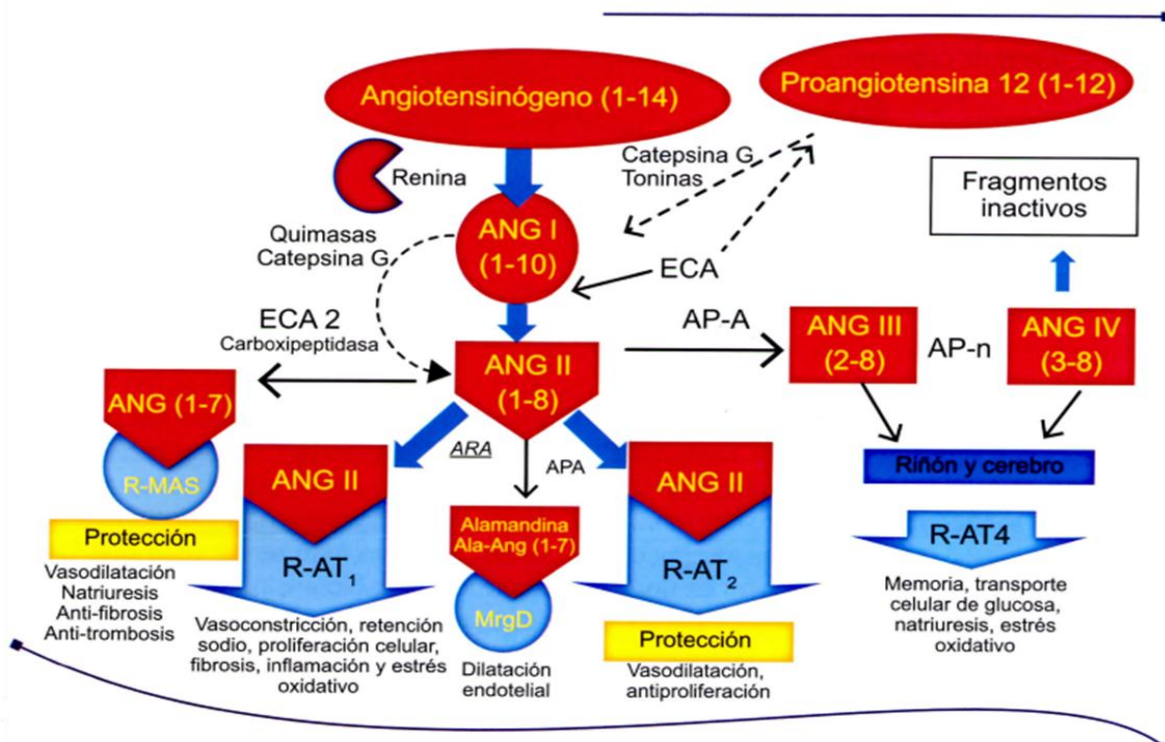 Angiotensinógeno (1-14)
Proangiotensina 12 (1-12)
Renina
Catepsina G
Toninas
Fragmentos
inactivos
Quimasas
Catepsina G
ANG I
(1-10)
ECA
ECA 2
Carboxipeptidasa
AP-A
ANG III
(2-8)
AP-n
ANG IV
(3-8)
ANG II
(1-8)
ANG (1-7)
R-MAS
Protección
Vasodilatación
Natriuresis
Anti-fibrosis
Anti-trombosis
ARA
ANG II
R-AT1
Vasoconstricción, retención
sodio, proliferación celular,
fibrosis, inflamación y estrés
oxidativo
APA
Alamandina
Ala-Ang (1-7)
MrgD
Dilatación
endotelial
ANG II
R-AT2
Protección
Vasodilatación,
antiproliferación
Riñón y cerebro
R-AT4
Memoria, transporte
celular de glucosa,
natriuresis, estrés
oxidativo